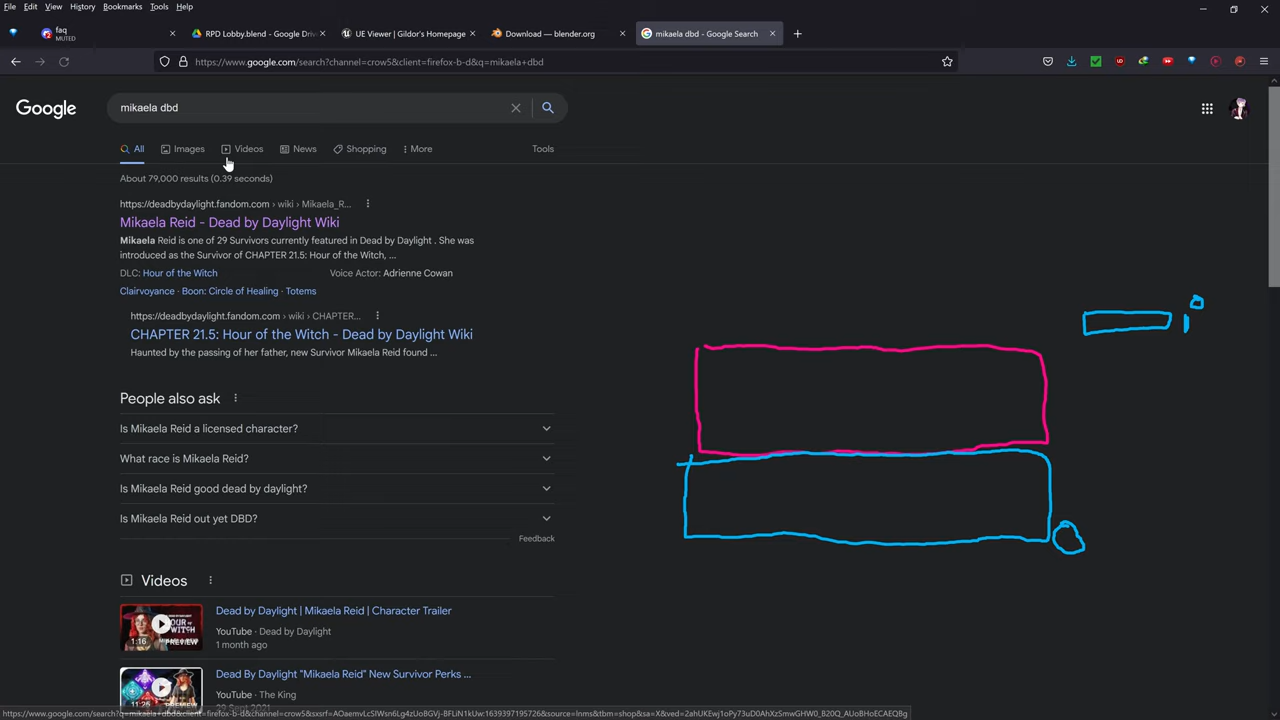 File Edit View History Bookmarks Tools Help
faq
MUTED
RPD Lobby.blend - Google Driv
UE Viewer | Gildor's Homepage
Download — blender.org
mikaela dbd - Google Search
https://www.google.com/search?channel=crow5&client=firefox-b-d&q=mikaela+dbd
Google
mikaela dbd
All Images Videos News Shopping More Tools
About 79,000 results (0.39 seconds)
https://deadbydaylight.fandom.com › wiki › Mikaela_R...
Mikaela Reid - Dead by Daylight Wiki
Mikaela Reid is one of 29 Survivors currently featured in Dead by Daylight . She was
introduced as the Survivor of CHAPTER 21.5: Hour of the Witch, ...
DLC: Hour of the Witch Voice Actor: Adrienne Cowan
Clairvoyance · Boon: Circle of Healing · Totems
https://deadbydaylight.fandom.com › wiki › CHAPTER...
CHAPTER 21.5: Hour of the Witch - Dead by Daylight Wiki
Haunted by the passing of her father, new Survivor Mikaela Reid found ...
People also ask
Is Mikaela Reid a licensed character?
What race is Mikaela Reid?
Is Mikaela Reid good dead by daylight?
Is Mikaela Reid out yet DBD?
Feedback
Videos
Dead by Daylight | Mikaela Reid | Character Trailer
YouTube · Dead by Daylight
1 month ago
1:16 PREVIEW
Dead By Daylight "Mikaela Reid" New Survivor Perks ...
YouTube · The King
11:25 PREVIEW